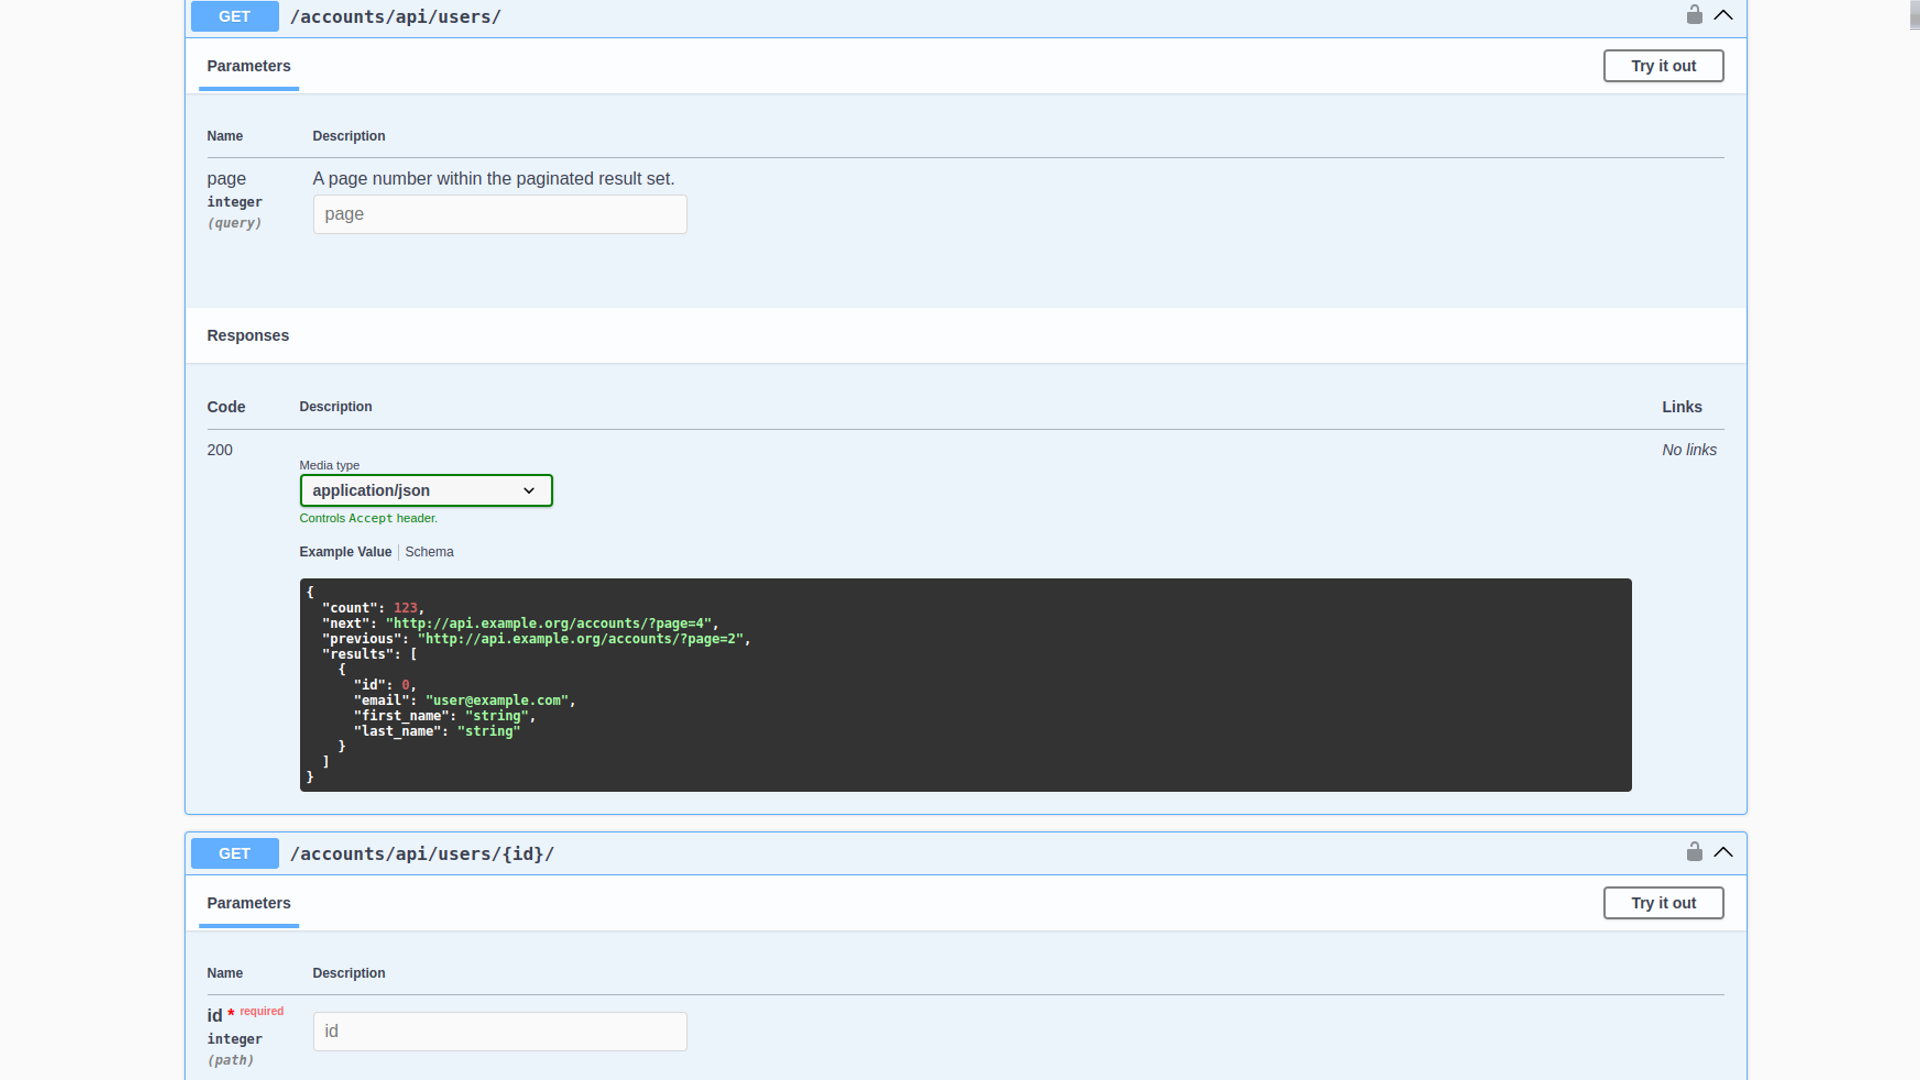 GET /accounts/api/users/
Parameters
Try it out
Name Description
page A page number within the paginated result set.
integer page
(query)
Responses
Code Description Links
200 No links
Media type
application/json
Controls Accept header.
Example Value Schema
{
  "count": 123,
  "next": "http://api.example.org/accounts/?page=4",
  "previous": "http://api.example.org/accounts/?page=2",
  "results": [
    {
      "id": 0,
      "email": "user@example.com",
      "first_name": "string",
      "last_name": "string"
    }
  ]
}
GET /accounts/api/users/{id}/
Parameters
Try it out
Name Description
id * required
integer id
(path)